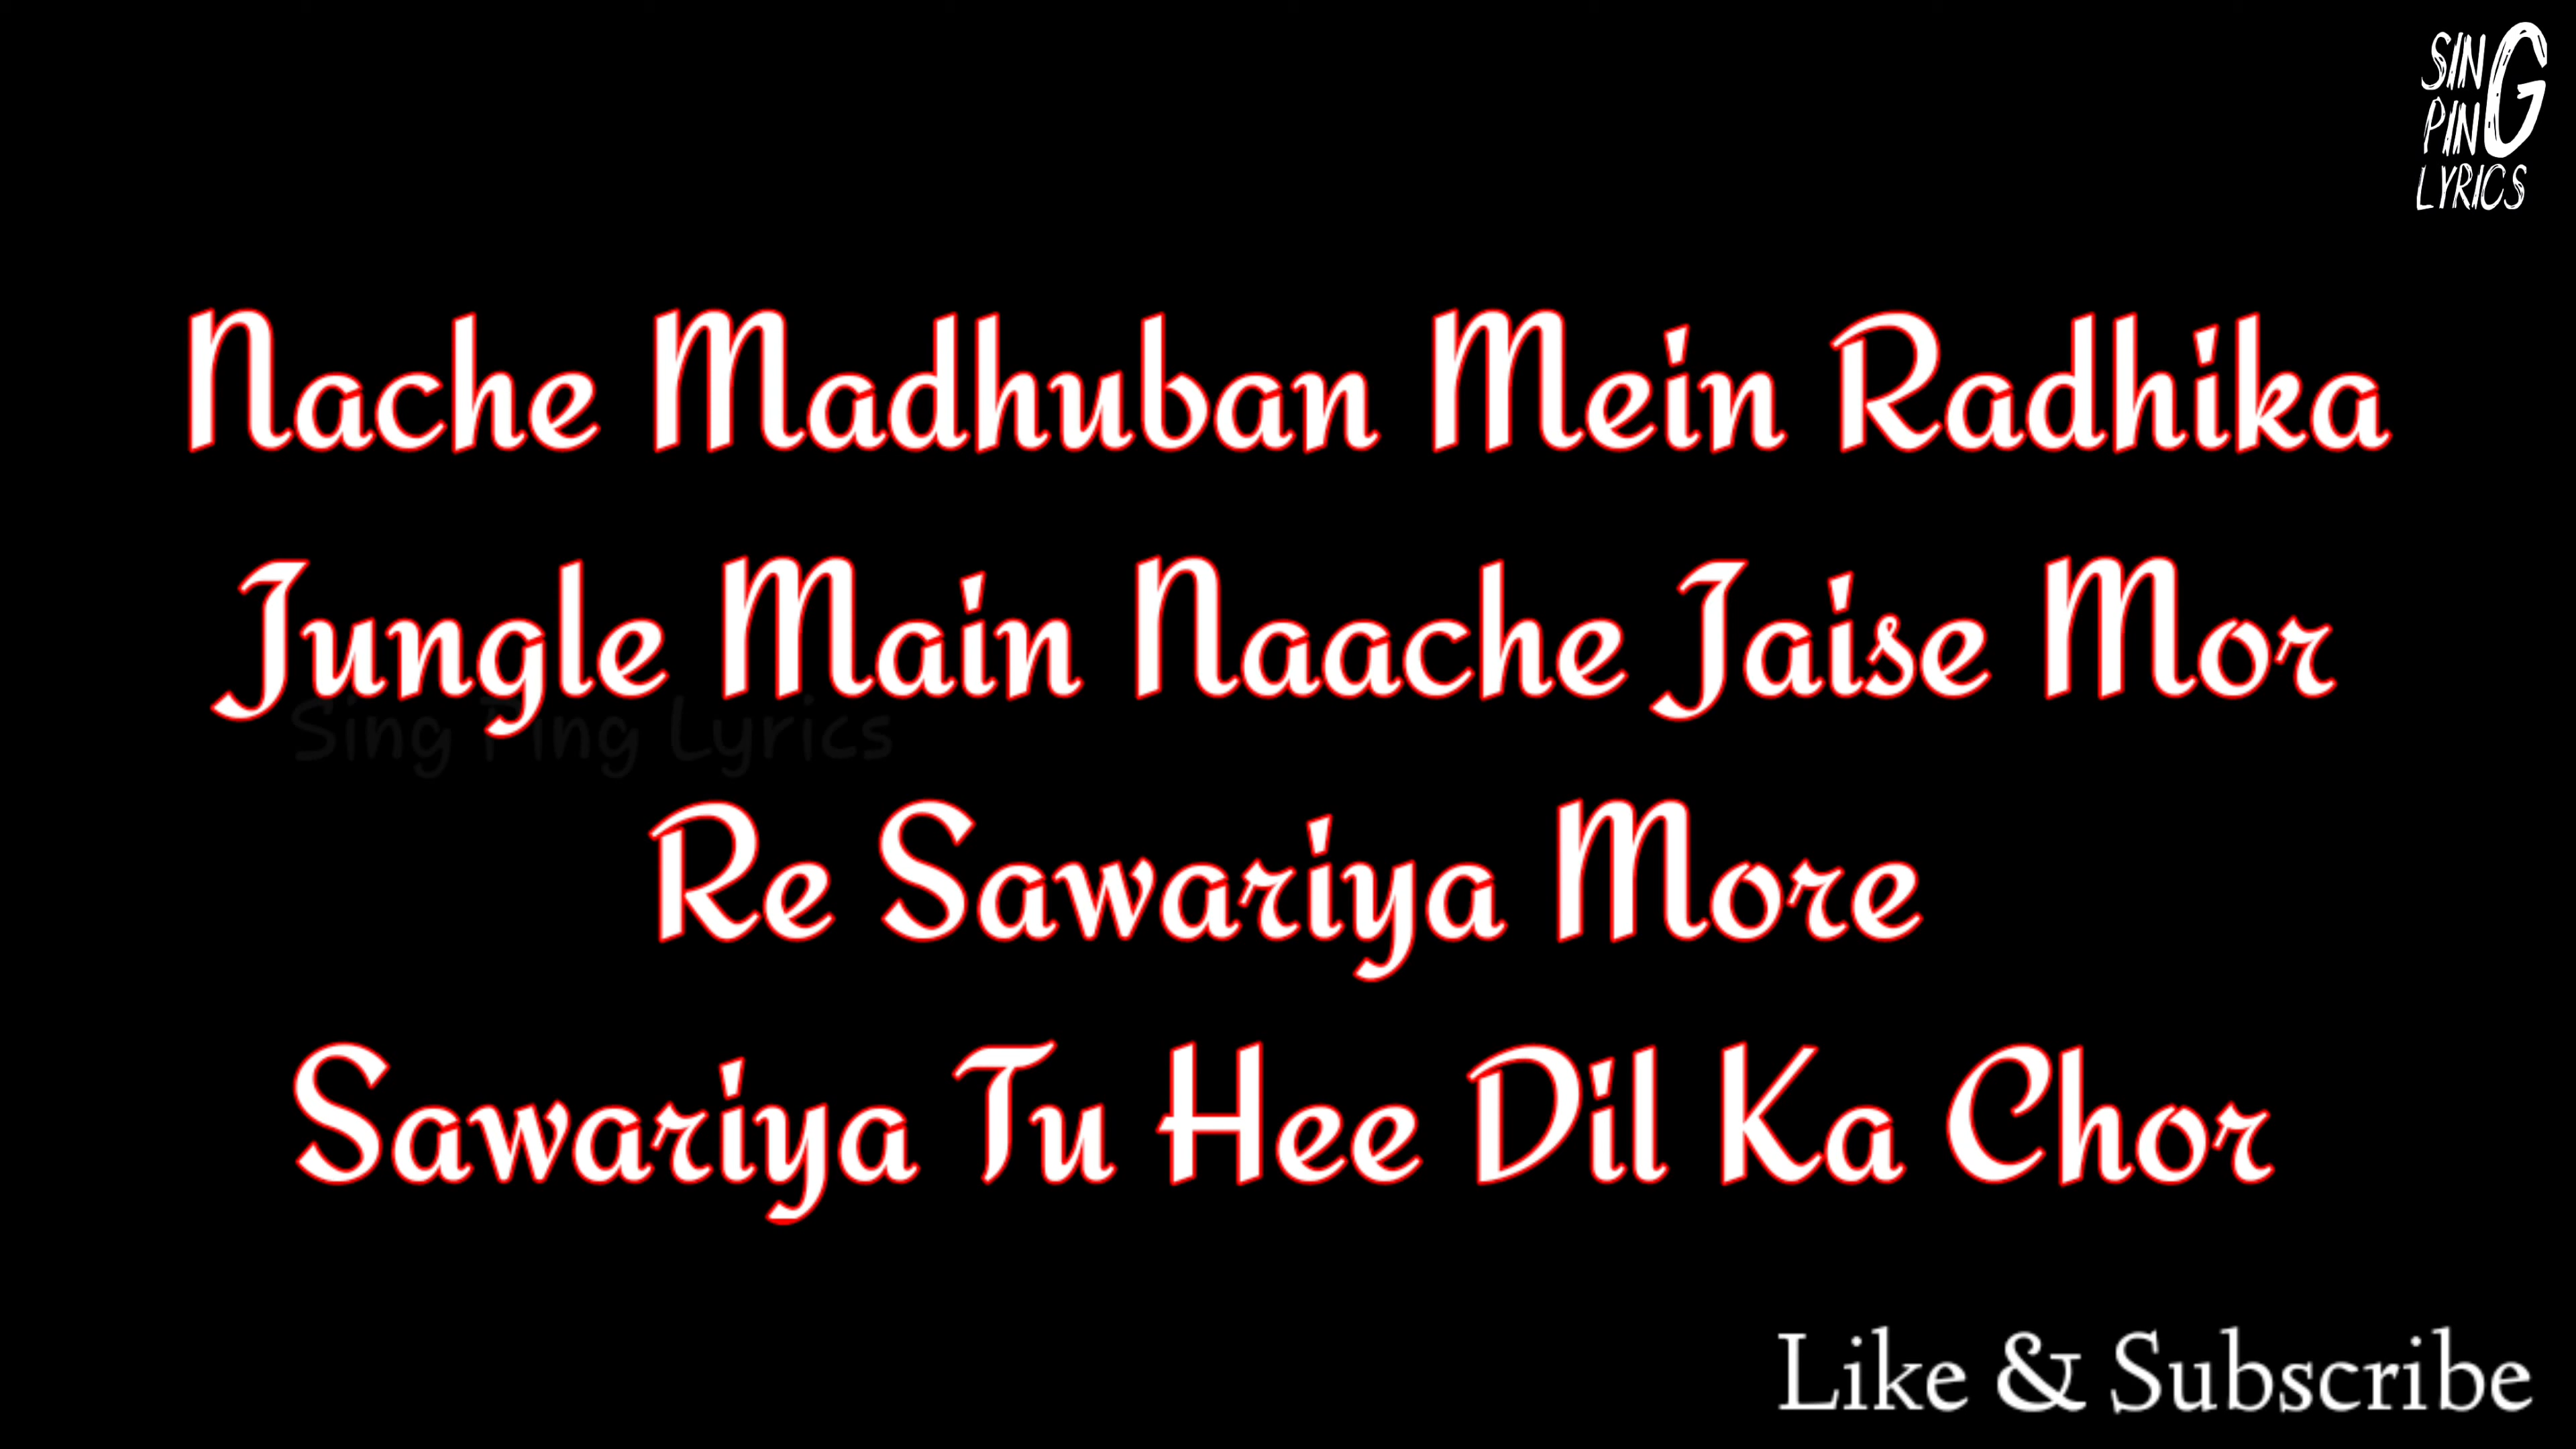 SING
PING
LYRICS
Nache Madhuban Mein Radhika
Jungle Main Naache Jaise Mor
Sing Ping Lyrics
Re Sawariya More
Sawariya Tu Hee Dil Ka Chor
Like & Subscribe